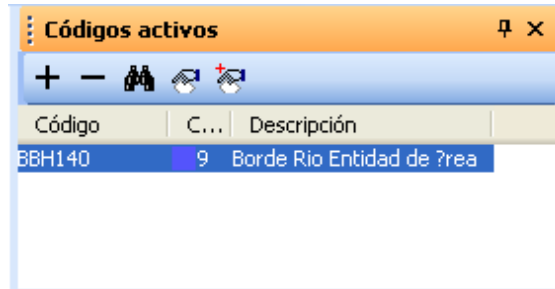 Códigos activos
Código C... Descripción
BBH140 9 Borde Rio Entidad de ?rea